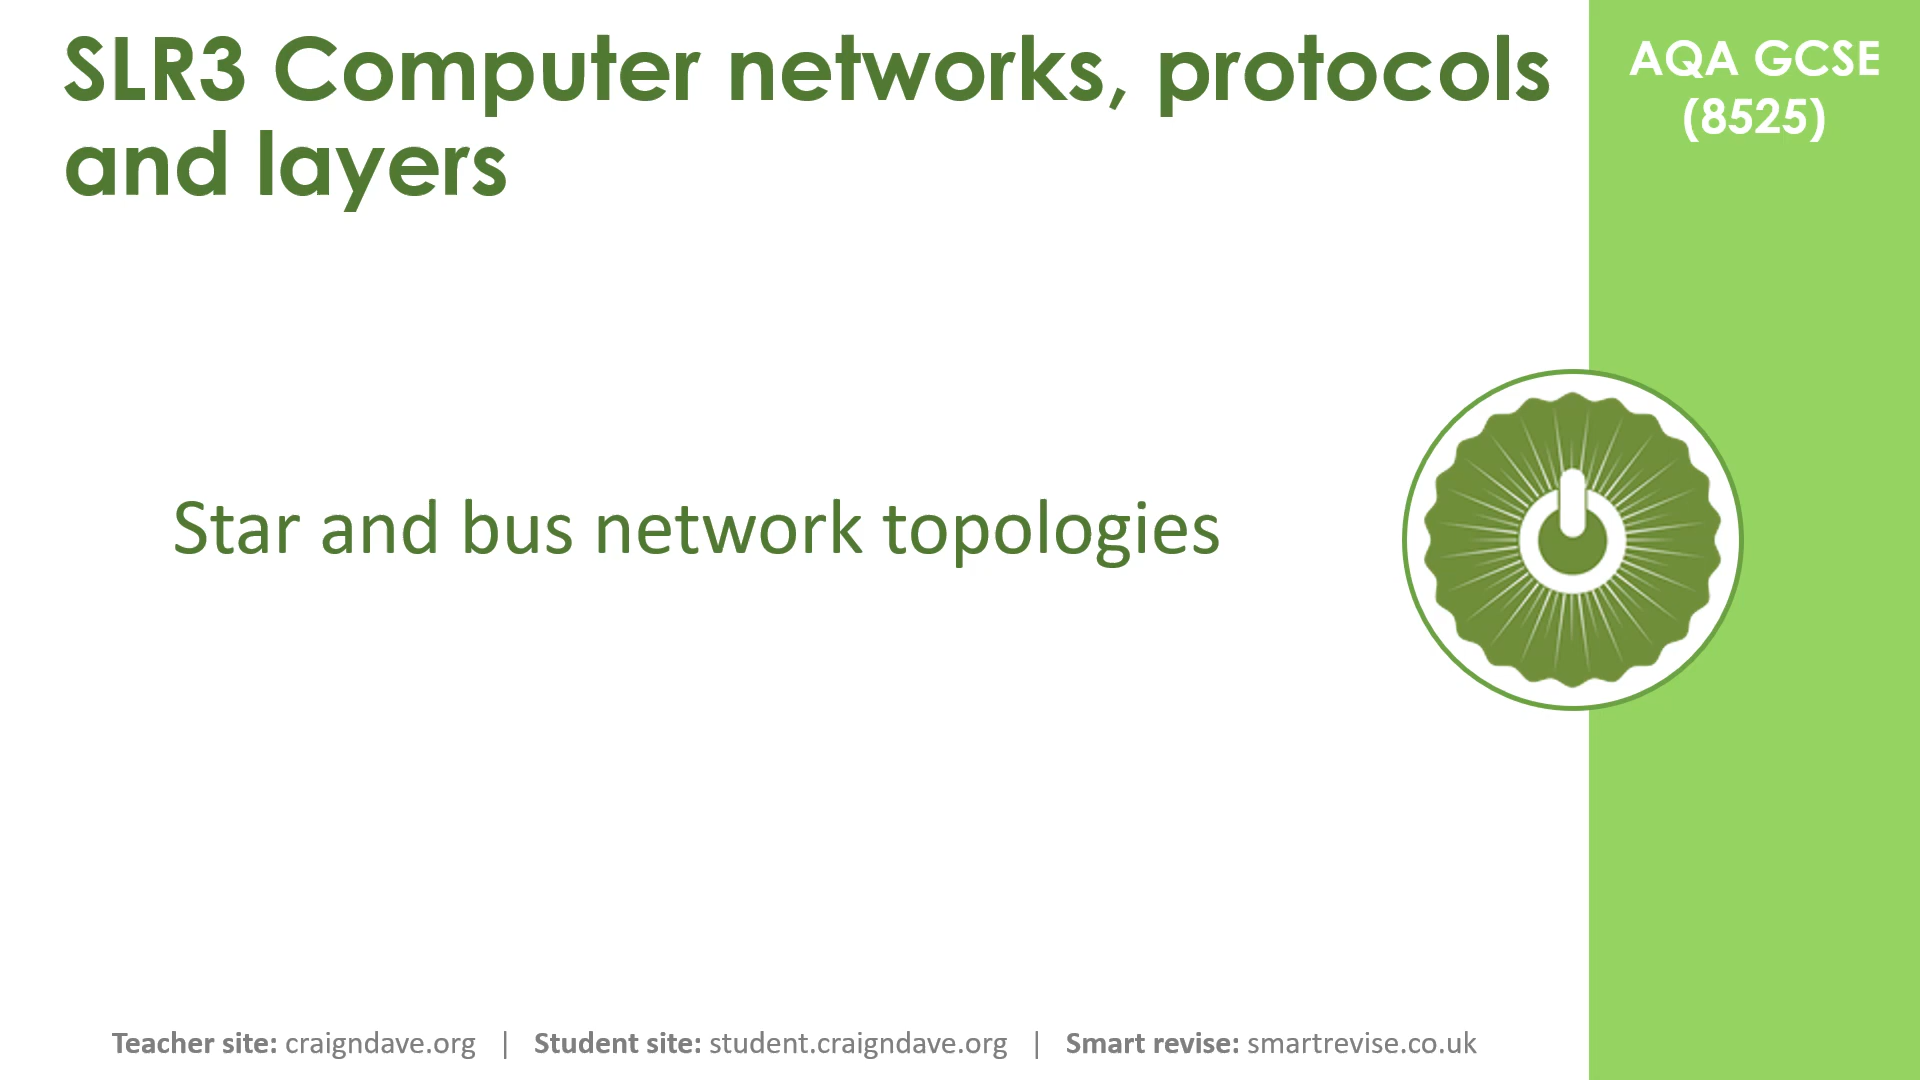 SLR3 Computer networks, protocols
and layers
AQA GCSE
(8525)
Star and bus network topologies
Teacher site: craigndave.org | Student site: student.craigndave.org | Smart revise: smartrevise.co.uk